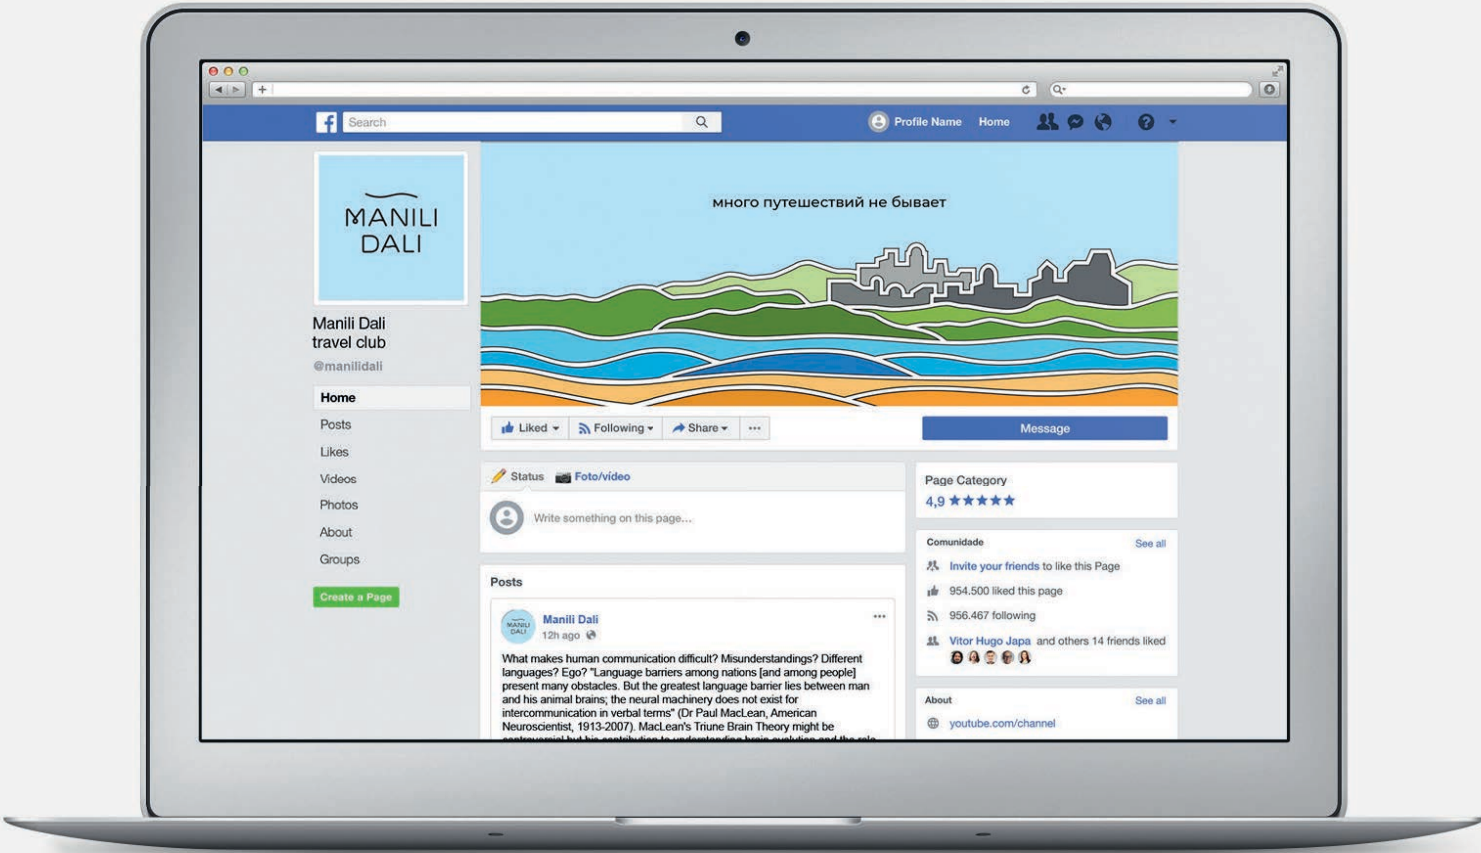 Search
Profile Name Home
MANILI
DALI
много путешествий не бывает
Manili Dali
travel club
@manilidali
Home
Posts
Likes
Videos
Photos
About
Groups
Create a Page
Liked Following Share
Message
Status Foto/vídeo
Write something on this page...
Posts
MANILI
DALI
Manili Dali
12h ago
What makes human communication difficult? Misunderstandings? Different
languages? Ego? "Language barriers among nations [and among people]
present many obstacles. But the greatest language barrier lies between man
and his animal brains; the neural machinery does not exist for
intercommunication in verbal terms" (Dr Paul MacLean, American
Neuroscientist, 1913-2007). MacLean's Triune Brain Theory might be
Page Category
4,9 ★★★★★
Comunidade See all
Invite your friends to like this Page
954.500 liked this page
956.467 following
Vitor Hugo Japa and others 14 friends liked
About See all
youtube.com/channel